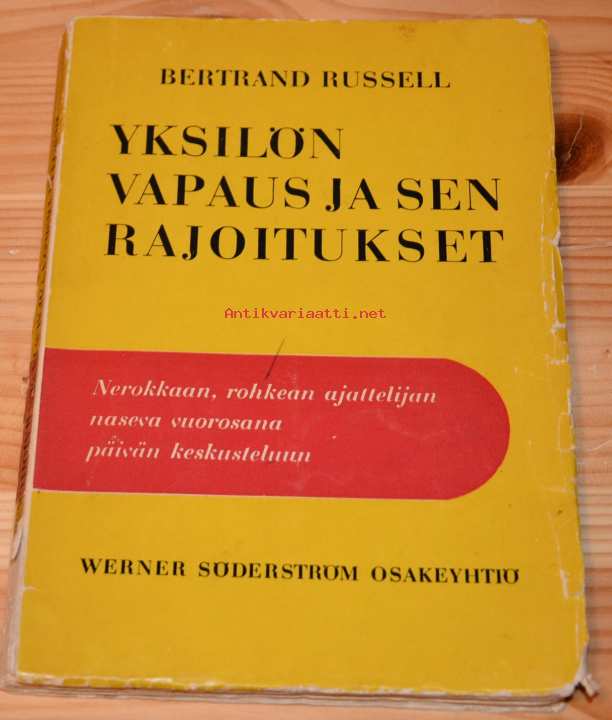 BERTRAND RUSSELL
YKSILÖN
VAPAUS JA SEN
RAJOITUKSET
Antikvariaatti.net
Nerokkaan, rohkean ajattelijan
naseva vuorosana
päivän keskusteluun
WERNER SÖDERSTRÖM OSAKEYHTIÖ